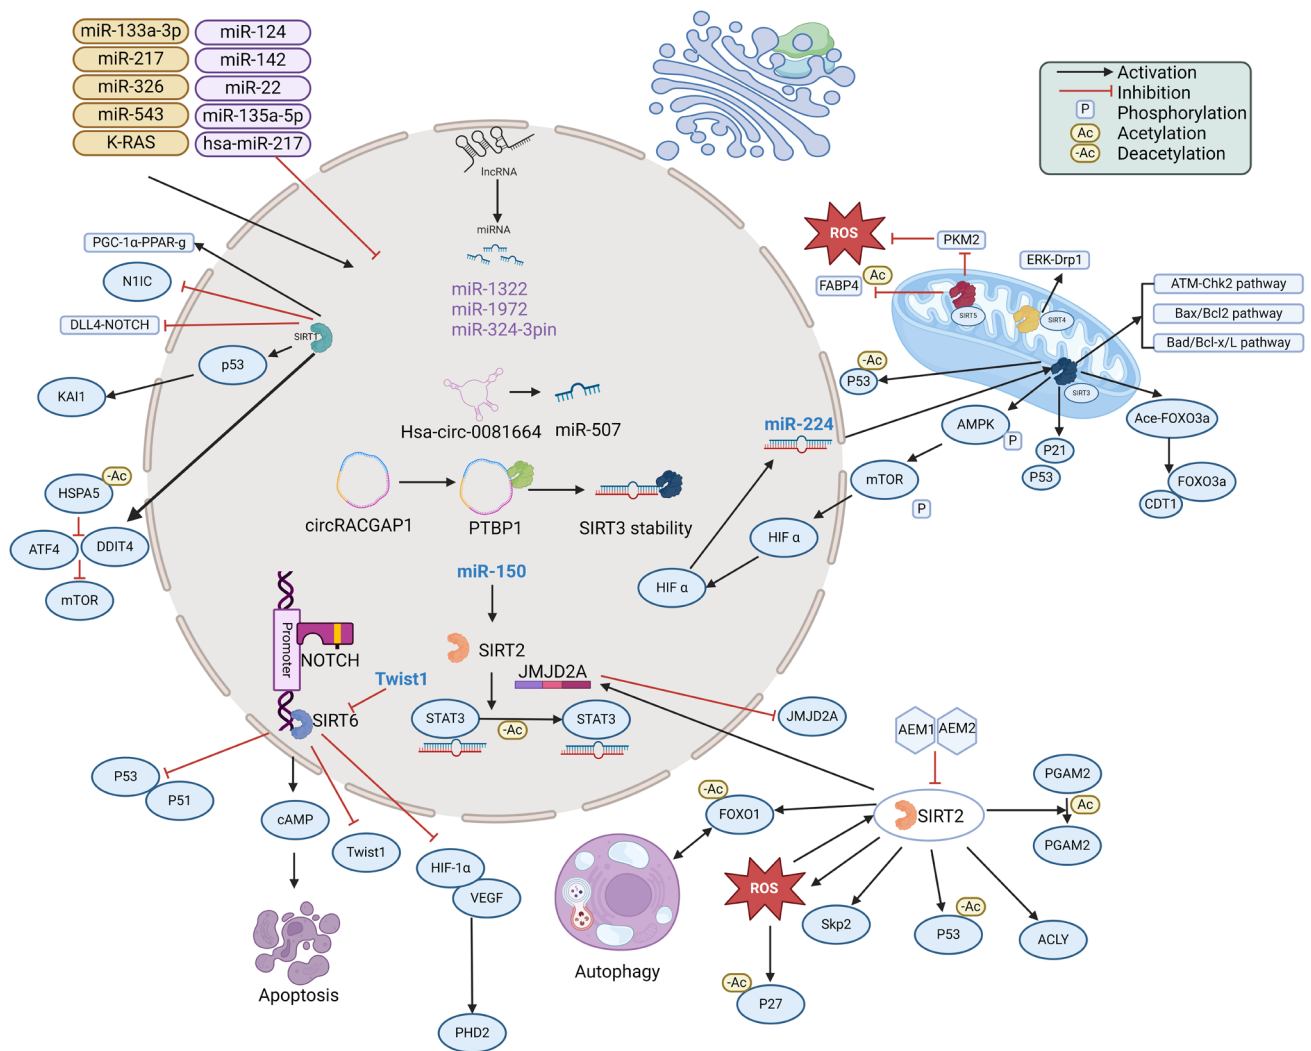 miR-133a-3p
miR-217
miR-326
miR-543
K-RAS
miR-124
miR-142
miR-22
miR-135a-5p
hsa-miR-217
Activation
Inhibition
P
Phosphorylation
Ac
Acetylation
-Ac
Deacetylation
lncRNA
miRNA
miR-1322
miR-1972
miR-324-3pin
PGC-1α-PPAR-g
N1IC
DLL4-NOTCH
SIRT1
p53
KAI1
ROS
PKM2
FABP4
Ac
SIRT5
ERK-Drp1
SIRT4
ATM-Chk2 pathway
Bax/Bcl2 pathway
Bad/Bcl-x/L pathway
SIRT3
-Ac
P53
AMPK
P
P21
P53
Ace-FOXO3a
FOXO3a
CDT1
mTOR
P
HIF α
HIF α
miR-224
Hsa-circ-0081664
miR-507
circRACGAP1
PTBP1
SIRT3 stability
-Ac
HSPA5
ATF4
DDIT4
mTOR
miR-150
SIRT2
JMJD2A
STAT3
-Ac
STAT3
Promoter
NOTCH
Twist1
SIRT6
P53
P51
cAMP
Apoptosis
Twist1
HIF-1α
VEGF
PHD2
JMJD2A
AEM1
AEM2
SIRT2
PGAM2
Ac
PGAM2
-Ac
FOXO1
Autophagy
ROS
-Ac
P27
Skp2
-Ac
P53
ACLY